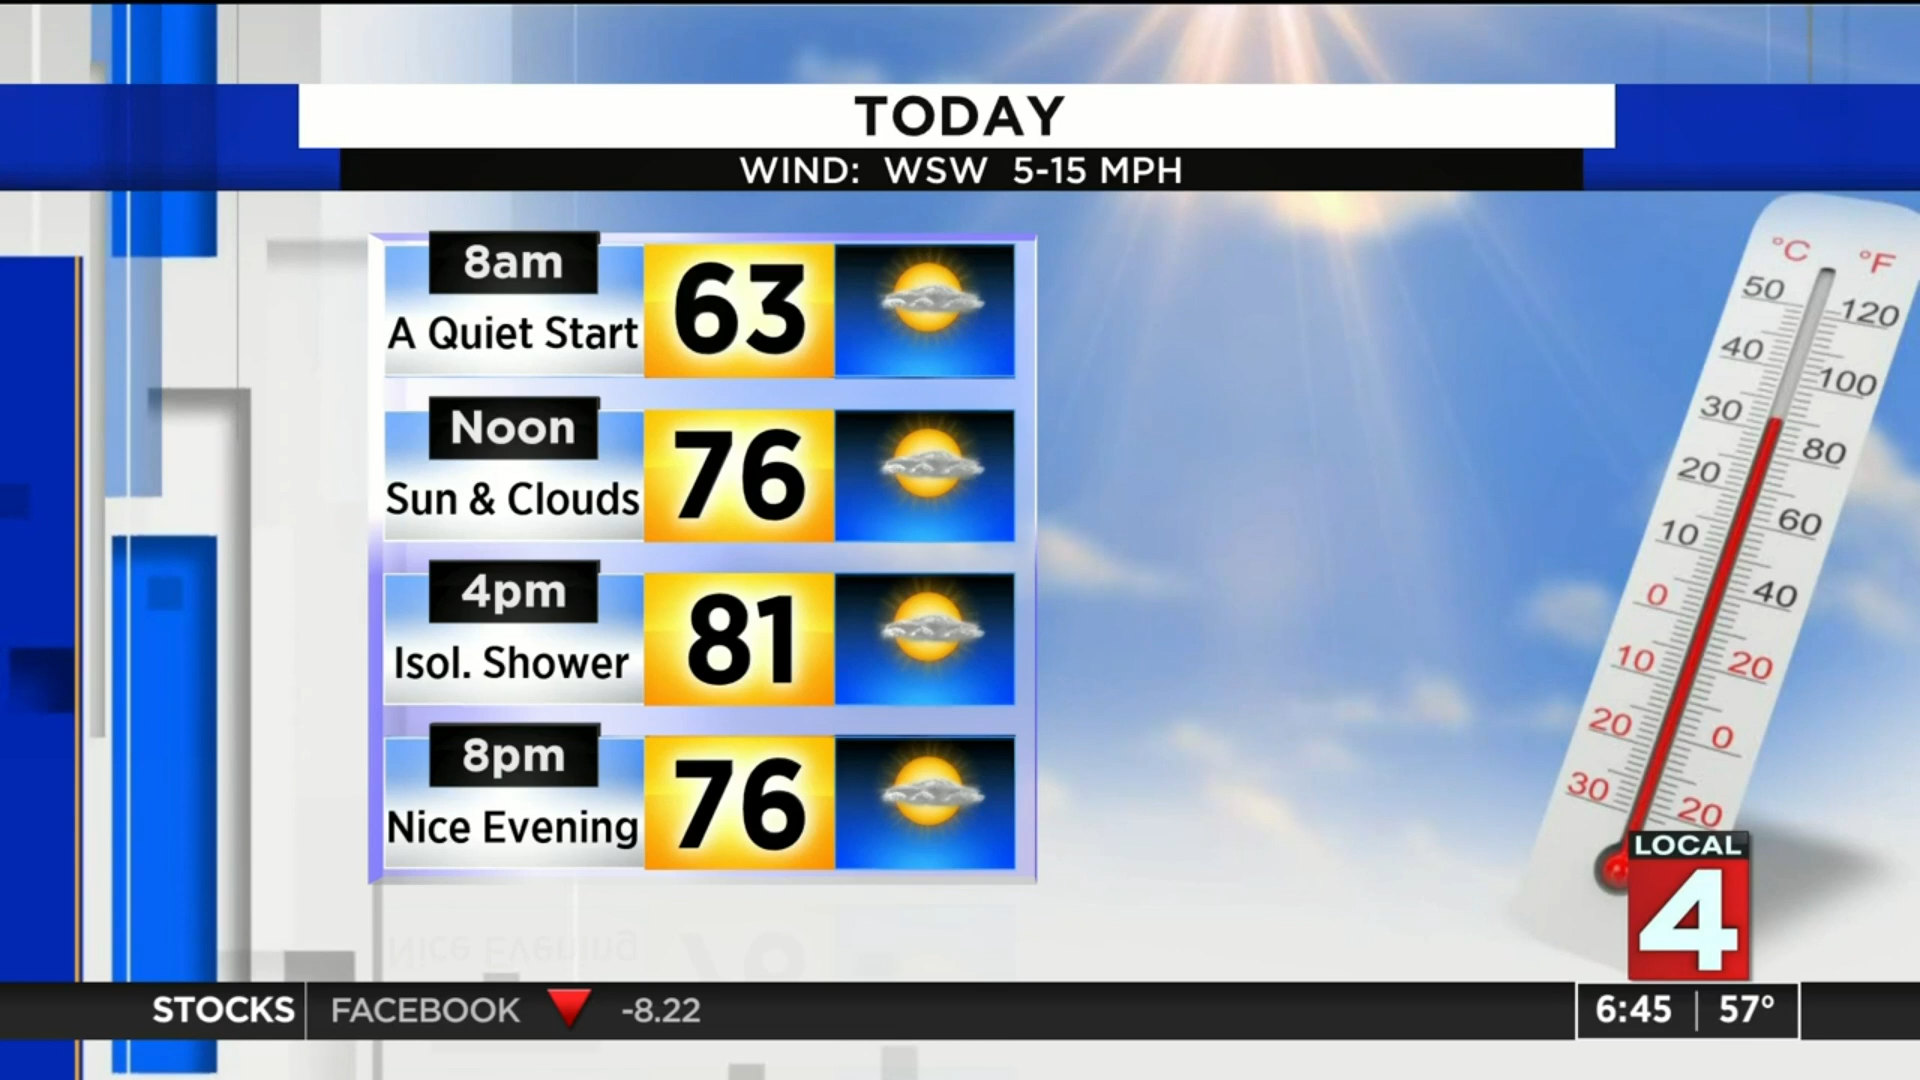 TODAY
WIND: WSW 5-15 MPH
8am
A Quiet Start
63
Noon
Sun & Clouds
76
4pm
Isol. Shower
81
8pm
Nice Evening
76
°C °F
50 120
40 100
30 80
20 60
10 40
0 20
10 0
20 20
30
LOCAL
4
STOCKS FACEBOOK -8.22
6:45 57°